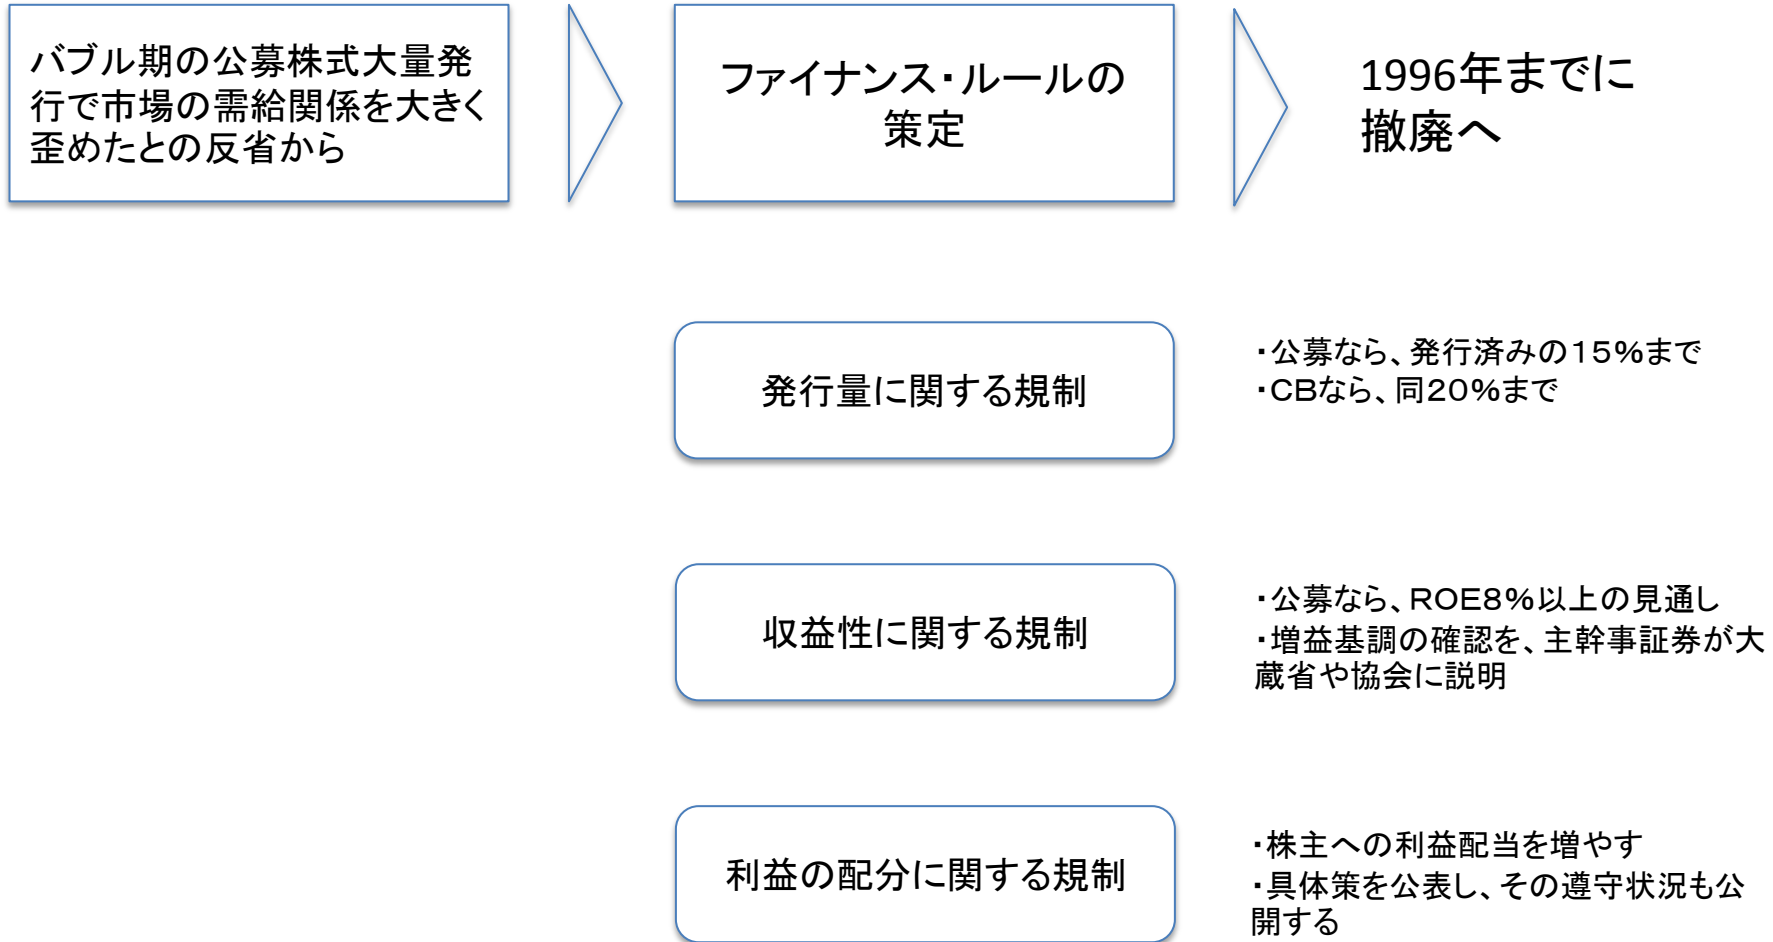 バブル期の公募株式大量発
行で市場の需給関係を大きく
歪めたとの反省から
ファイナンス・ルールの
策定
1996年までに
撤廃へ
発行量に関する規制
・公募なら、発行済みの15%まで
・CBなら、同20%まで
収益性に関する規制
・公募なら、ROE8%以上の見通し
・増益基調の確認を、主幹事証券が大
蔵省や協会に説明
利益の配分に関する規制
・株主への利益配当を増やす
・具体策を公表し、その遵守状況も公
開する